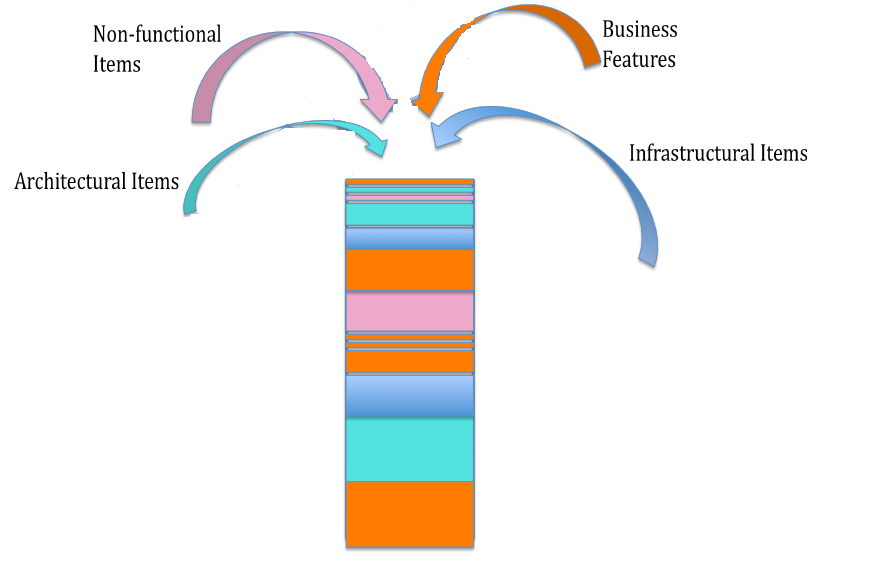 Non-functional
Items
Business
Features
Architectural Items
Infrastructural Items